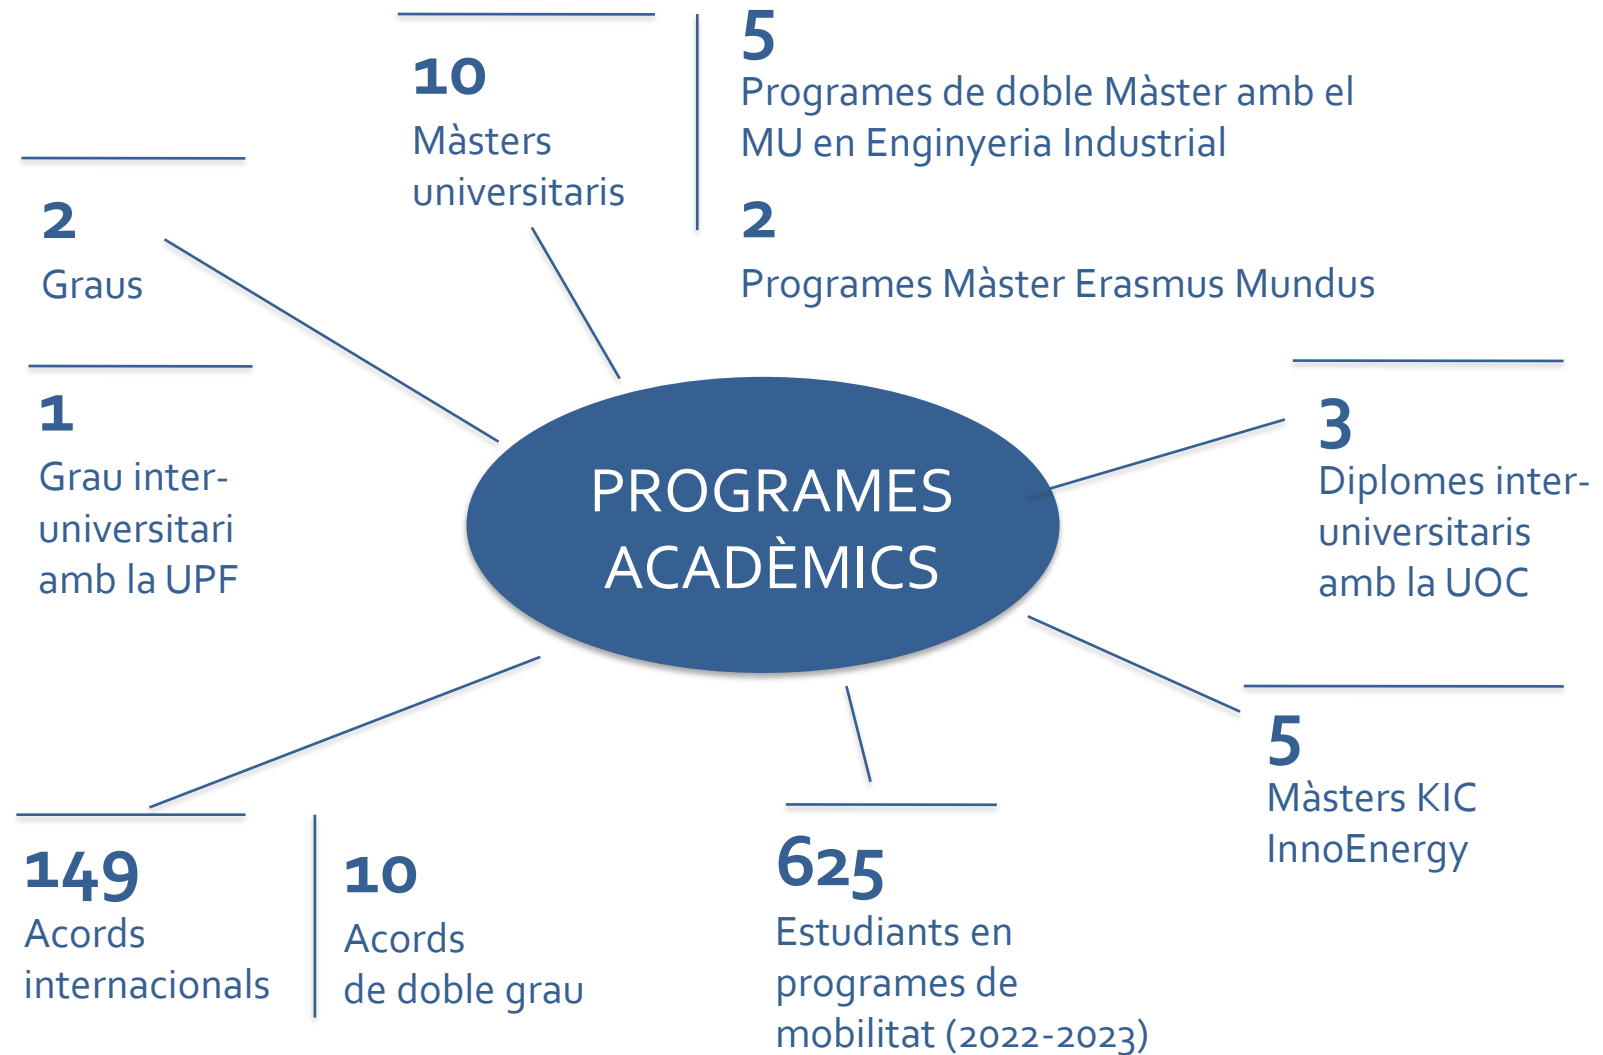 10
Màsters
universitaris
5
Programes de doble Màster amb el
MU en Enginyeria Industrial
2
Programes Màster Erasmus Mundus
2
Graus
1
Grau inter-
universitari
amb la UPF
PROGRAMES
ACADÈMICS
3
Diplomes inter-
universitaris
amb la UOC
5
Màsters KIC
InnoEnergy
149
Acords
internacionals
10
Acords
de doble grau
625
Estudiants en
programes de
mobilitat (2022-2023)